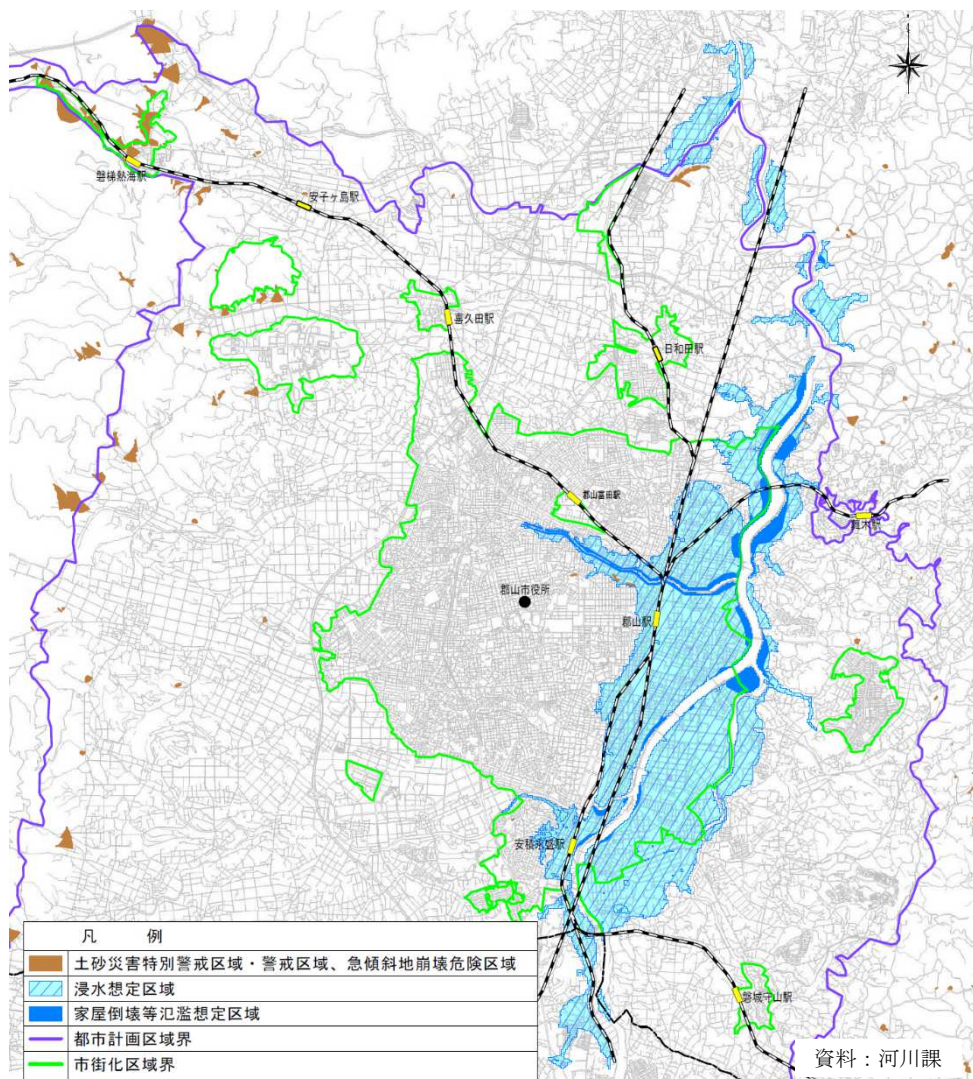 磐梯熱海駅
安子ヶ島駅
喜久田駅
日和田駅
郡山富田駅
舞木駅
郡山市役所
郡山駅
安積永盛駅
磐城守山駅
凡 例
土砂災害特別警戒区域・警戒区域、急傾斜地崩壊危険区域
浸水想定区域
家屋倒壊等氾濫想定区域
都市計画区域界
市街化区域界
資料：河川課